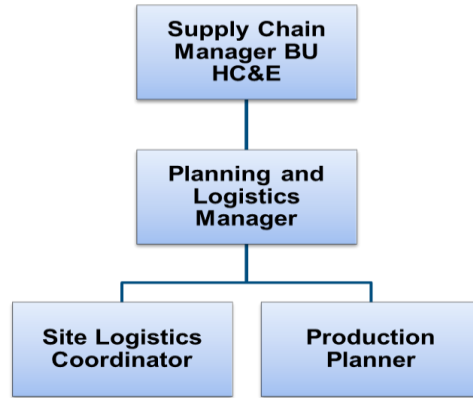 Supply Chain
Manager BU
HC&E
Planning and
Logistics
Manager
Site Logistics
Coordinator
Production
Planner